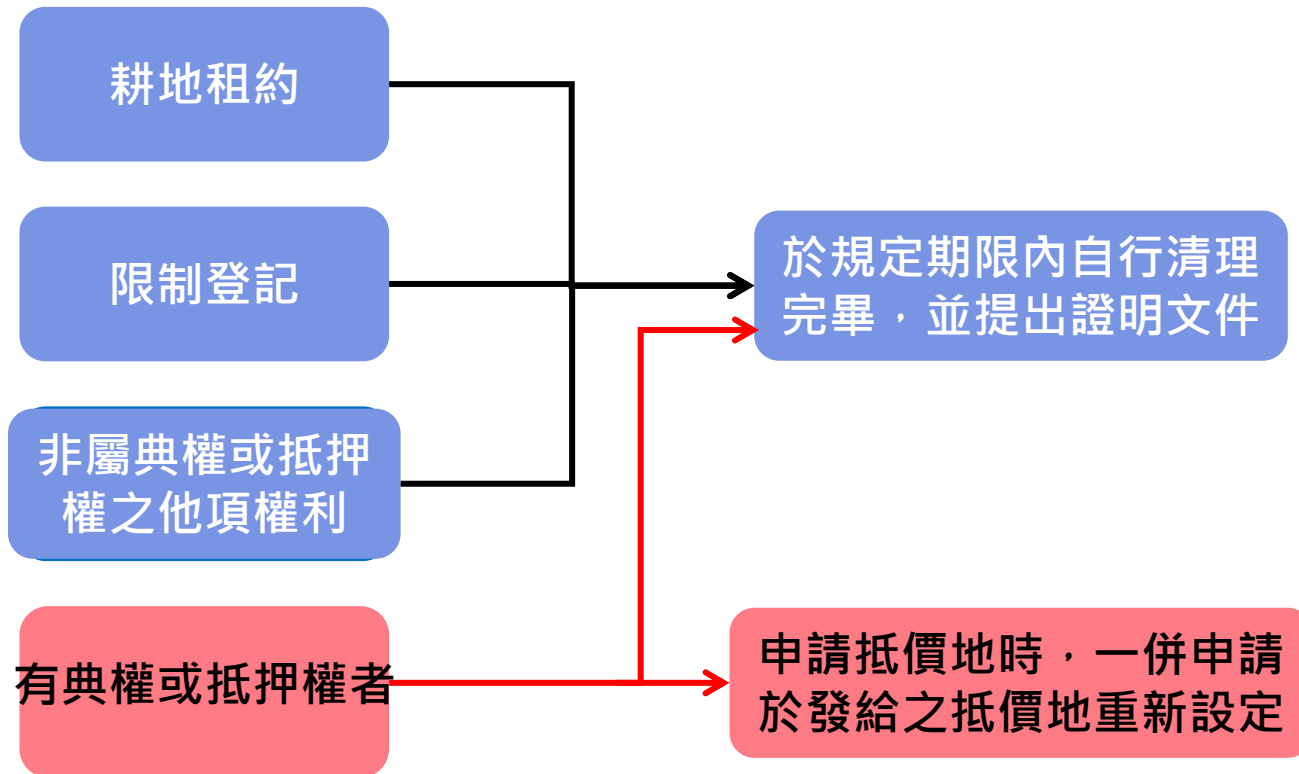 耕地租約
限制登記
非屬典權或抵押
權之他項權利
有典權或抵押權者
於規定期限內自行清理
完畢，並提出證明文件
申請抵價地時，一併申請
於發給之抵價地重新設定